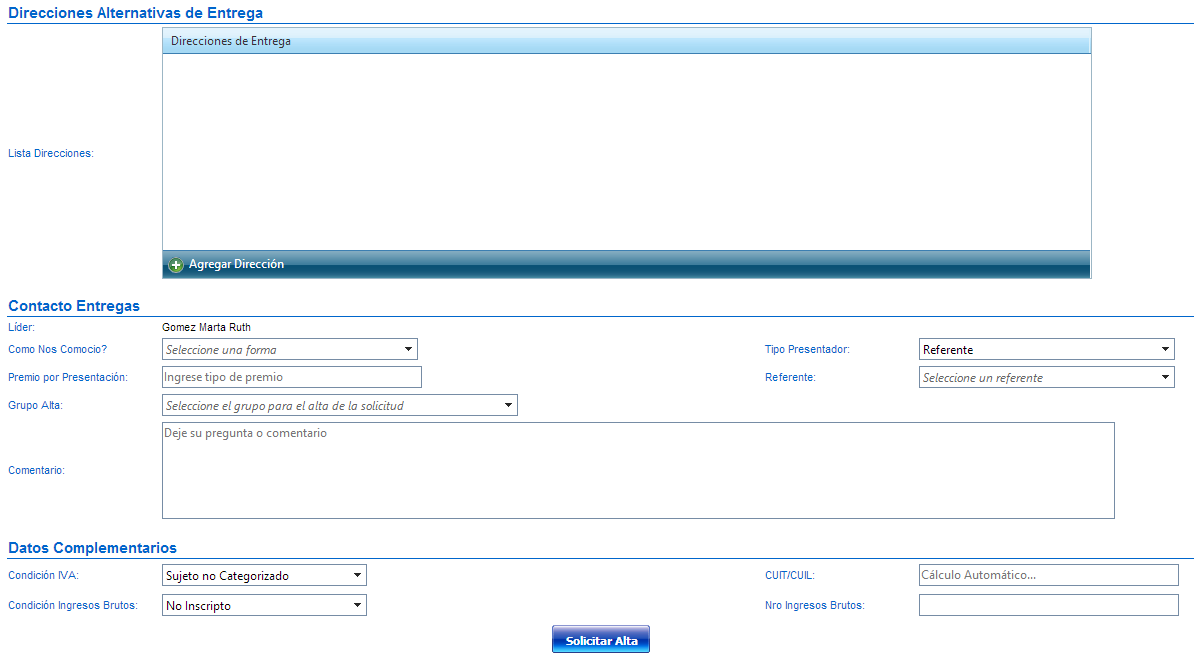 Direcciones Alternativas de Entrega
Direcciones de Entrega
Lista Direcciones:
Agregar Dirección
Contacto Entregas
Líder: Gomez Marta Ruth
Como Nos Comocio? Seleccione una forma Tipo Presentador: Referente
Premio por Presentación: Ingrese tipo de premio Referente: Seleccione un referente
Grupo Alta: Seleccione el grupo para el alta de la solicitud
Deje su pregunta o comentario
Comentario:
Datos Complementarios
Condición IVA: Sujeto no Categorizado CUIT/CUIL: Cálculo Automático...
Condición Ingresos Brutos: No Inscripto Nro Ingresos Brutos:
Solicitar Alta